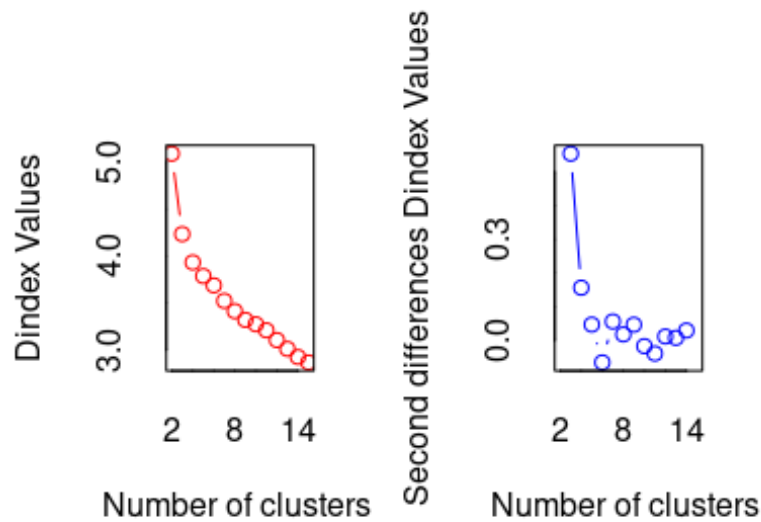 Dindex Values
5.0
4.0
3.0
2 8 14
Number of clusters
Second differences Dindex Values
0.3
0.0
2 8 14
Number of clusters